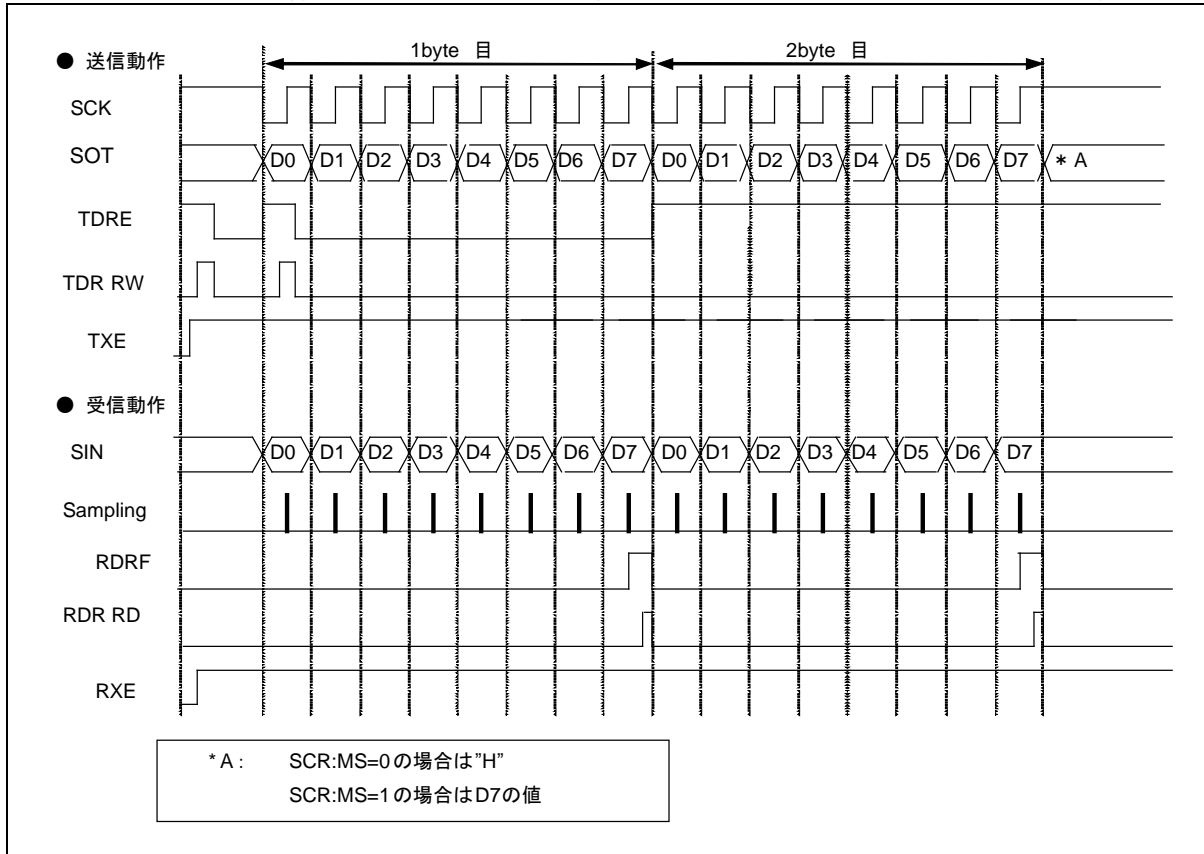 1byte 目 2byte 目
● 送信動作
SCK
SOT D0 D1 D2 D3 D4 D5 D6 D7 D0 D1 D2 D3 D4 D5 D6 D7 * A
TDRE
TDR RW
TXE
● 受信動作
SIN D0 D1 D2 D3 D4 D5 D6 D7 D0 D1 D2 D3 D4 D5 D6 D7
Sampling
RDRF
RDR RD
RXE
* A : SCR:MS=0の場合は”H”
SCR:MS=1の場合はD7の値